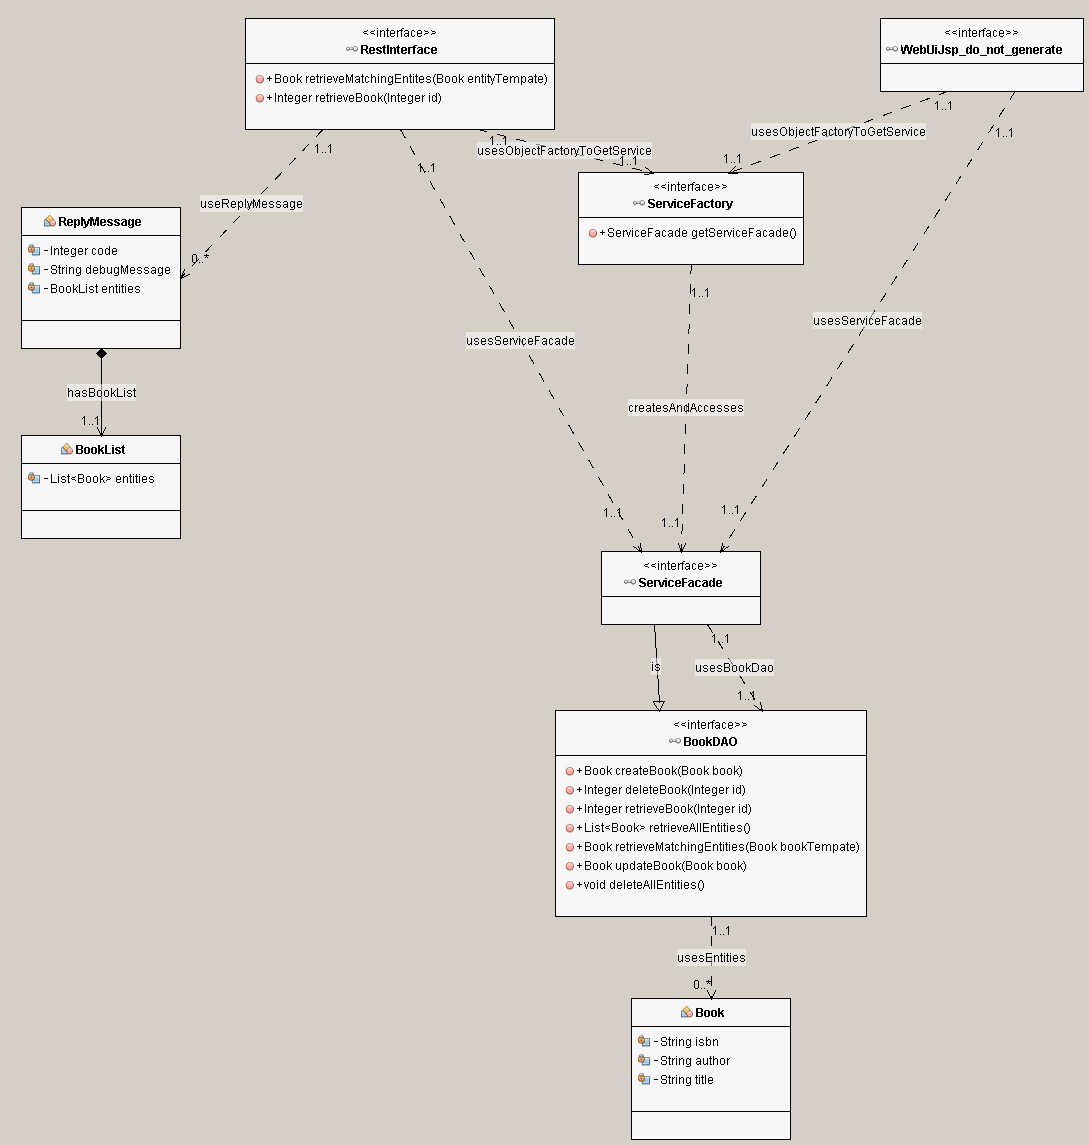 <<interface>>
RestInterface
+Book retrieveMatchingEntites(Book entityTempate)
+Integer retrieveBook(Integer id)
<<interface>>
WebUiJsp_do_not_generate
1..1
1..1
1..1
1..1
1..1
usesObjectFactoryToGetService
usesObjectFactoryToGetService
1..1
1..1
useReplyMessage
0..*
<<interface>>
ServiceFactory
+ServiceFacade getServiceFacade()
ReplyMessage
-Integer code
-String debugMessage
-BookList entities
1..1
usesServiceFacade
usesServiceFacade
hasBookList
1..1
createsAndAccesses
BookList
-List<Book> entities
1..1
1..1
1..1
<<interface>>
ServiceFacade
1..1
is
usesBookDao
1..1
<<interface>>
BookDAO
+Book createBook(Book book)
+Integer deleteBook(Integer id)
+Integer retrieveBook(Integer id)
+List<Book> retrieveAllEntities()
+Book retrieveMatchingEntities(Book bookTempate)
+Book updateBook(Book book)
+void deleteAllEntities()
1..1
usesEntities
0..*
Book
-String isbn
-String author
-String title